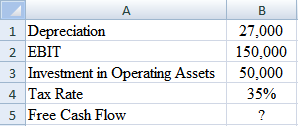 A B
1 Depreciation 27,000
2 EBIT 150,000
3 Investment in Operating Assets 50,000
4 Tax Rate 35%
5 Free Cash Flow ?